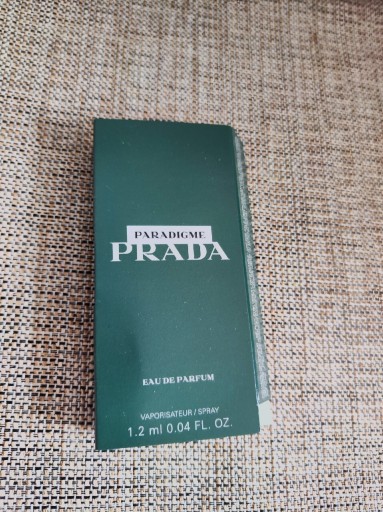 PARADIGME
PRADA
EAU DE PARFUM
VAPORISATEUR / SPRAY
1.2 ml 0.04 FL. OZ.